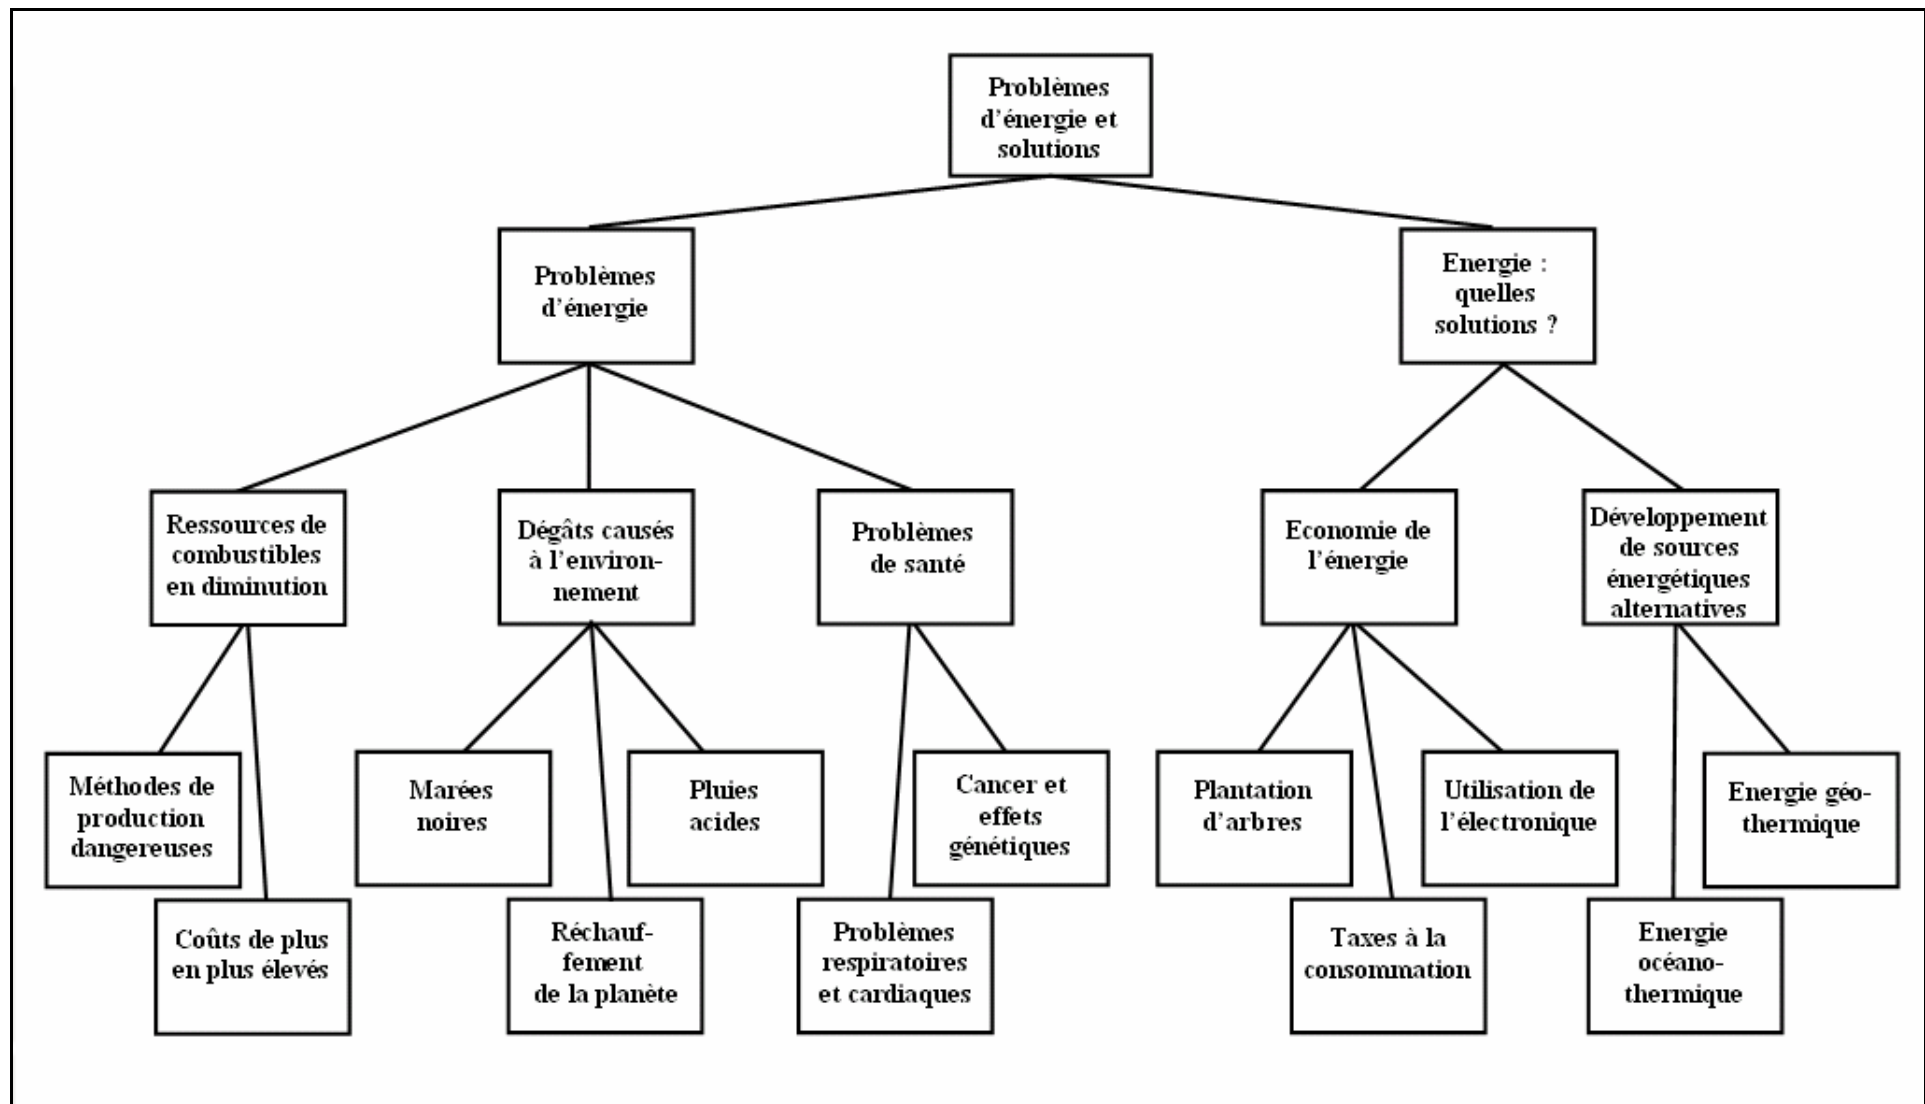 Problèmes
d’énergie et
solutions
Problèmes
d’énergie
Energie :
quelles
solutions ?
Ressources de
combustibles
en diminution
Dégâts causés
à l’environ-
nement
Problèmes
de santé
Economie de
l’énergie
Développement
de sources
énergétiques
alternatives
Méthodes de
production
dangereuses
Coûts de plus
en plus élevés
Marées
noires
Réchauf-
fement
de la planète
Pluies
acides
Problèmes
respiratoires
et cardiaques
Cancer et
effets
génétiques
Plantation
d’arbres
Taxes à la
consommation
Utilisation de
l’électronique
Energie
océano-
thermique
Energie géo-
thermique